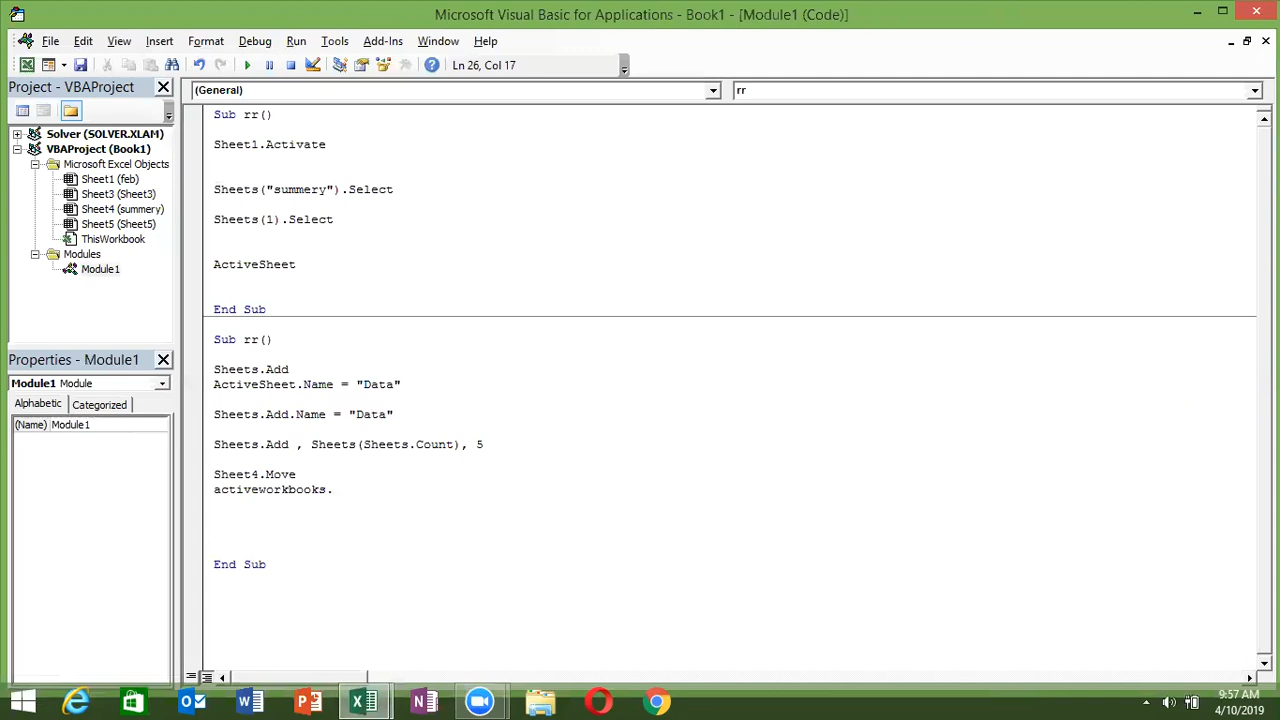 Microsoft Visual Basic for Applications - Book1 - [Module1 (Code)]
File Edit View Insert Format Debug Run Tools Add-Ins Window Help
Ln 26, Col 17
Project - VBAProject
(General)
rr
Solver (SOLVER.XLAM)
VBAProject (Book1)
Microsoft Excel Objects
Sheet1 (feb)
Sheet3 (Sheet3)
Sheet4 (summery)
Sheet5 (Sheet5)
ThisWorkbook
Modules
Module1
Properties - Module1
Module1 Module
Alphabetic Categorized
(Name) Module1
Sub rr()
Sheet1.Activate
Sheets("summery").Select
Sheets(1).Select
ActiveSheet
End Sub
Sub rr()
Sheets.Add
ActiveSheet.Name = "Data"
Sheets.Add.Name = "Data"
Sheets.Add , Sheets(Sheets.Count), 5
Sheet4.Move
activeworkbooks.
End Sub
9:57 AM
4/10/2019